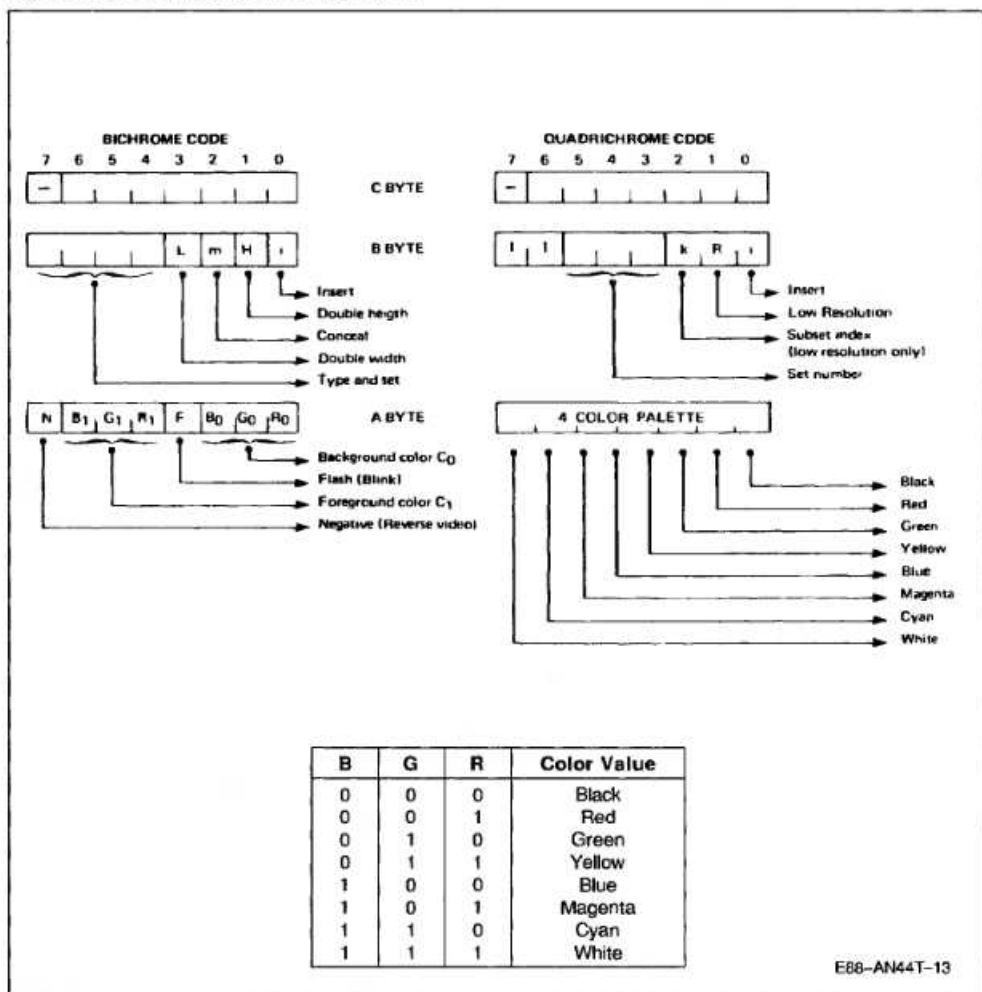 BICHROME CODE
7 6 5 4 3 2 1 0
–
C BYTE
L m H i
B BYTE
Insert
Double heigth
Conceal
Double width
Type and set
N B1 G1 R1 F B0 G0 R0
A BYTE
Background color C0
Flash (Blink)
Foreground color C1
Negative (Reverse video)
QUADRICHROME CODE
7 6 5 4 3 2 1 0
–
1 1 k R i
Insert
Low Resolution
Subset index
(low resolution only)
Set number
4 COLOR PALETTE
Black
Red
Green
Yellow
Blue
Magenta
Cyan
White
B G R Color Value
0 0 0 Black
0 0 1 Red
0 1 0 Green
0 1 1 Yellow
1 0 0 Blue
1 0 1 Magenta
1 1 0 Cyan
1 1 1 White
E88–AN44T–13